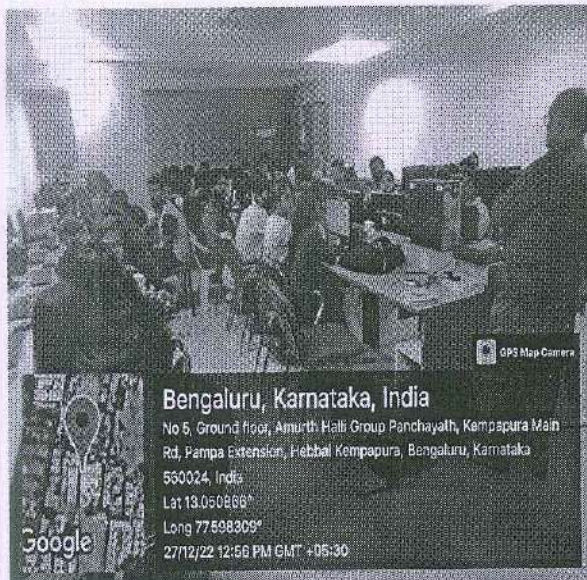 GPS Map Camera
Bengaluru, Karnataka, India
No 5, Ground floor, Amurth Halli Group Panchayath, Kempapura Main
Rd, Pampa Extension, Hebbal Kempapura, Bengaluru, Karnataka
560024, India
Lat 13.050866°
Long 77.598309°
27/12/22 12:56 PM GMT +05:30
Google